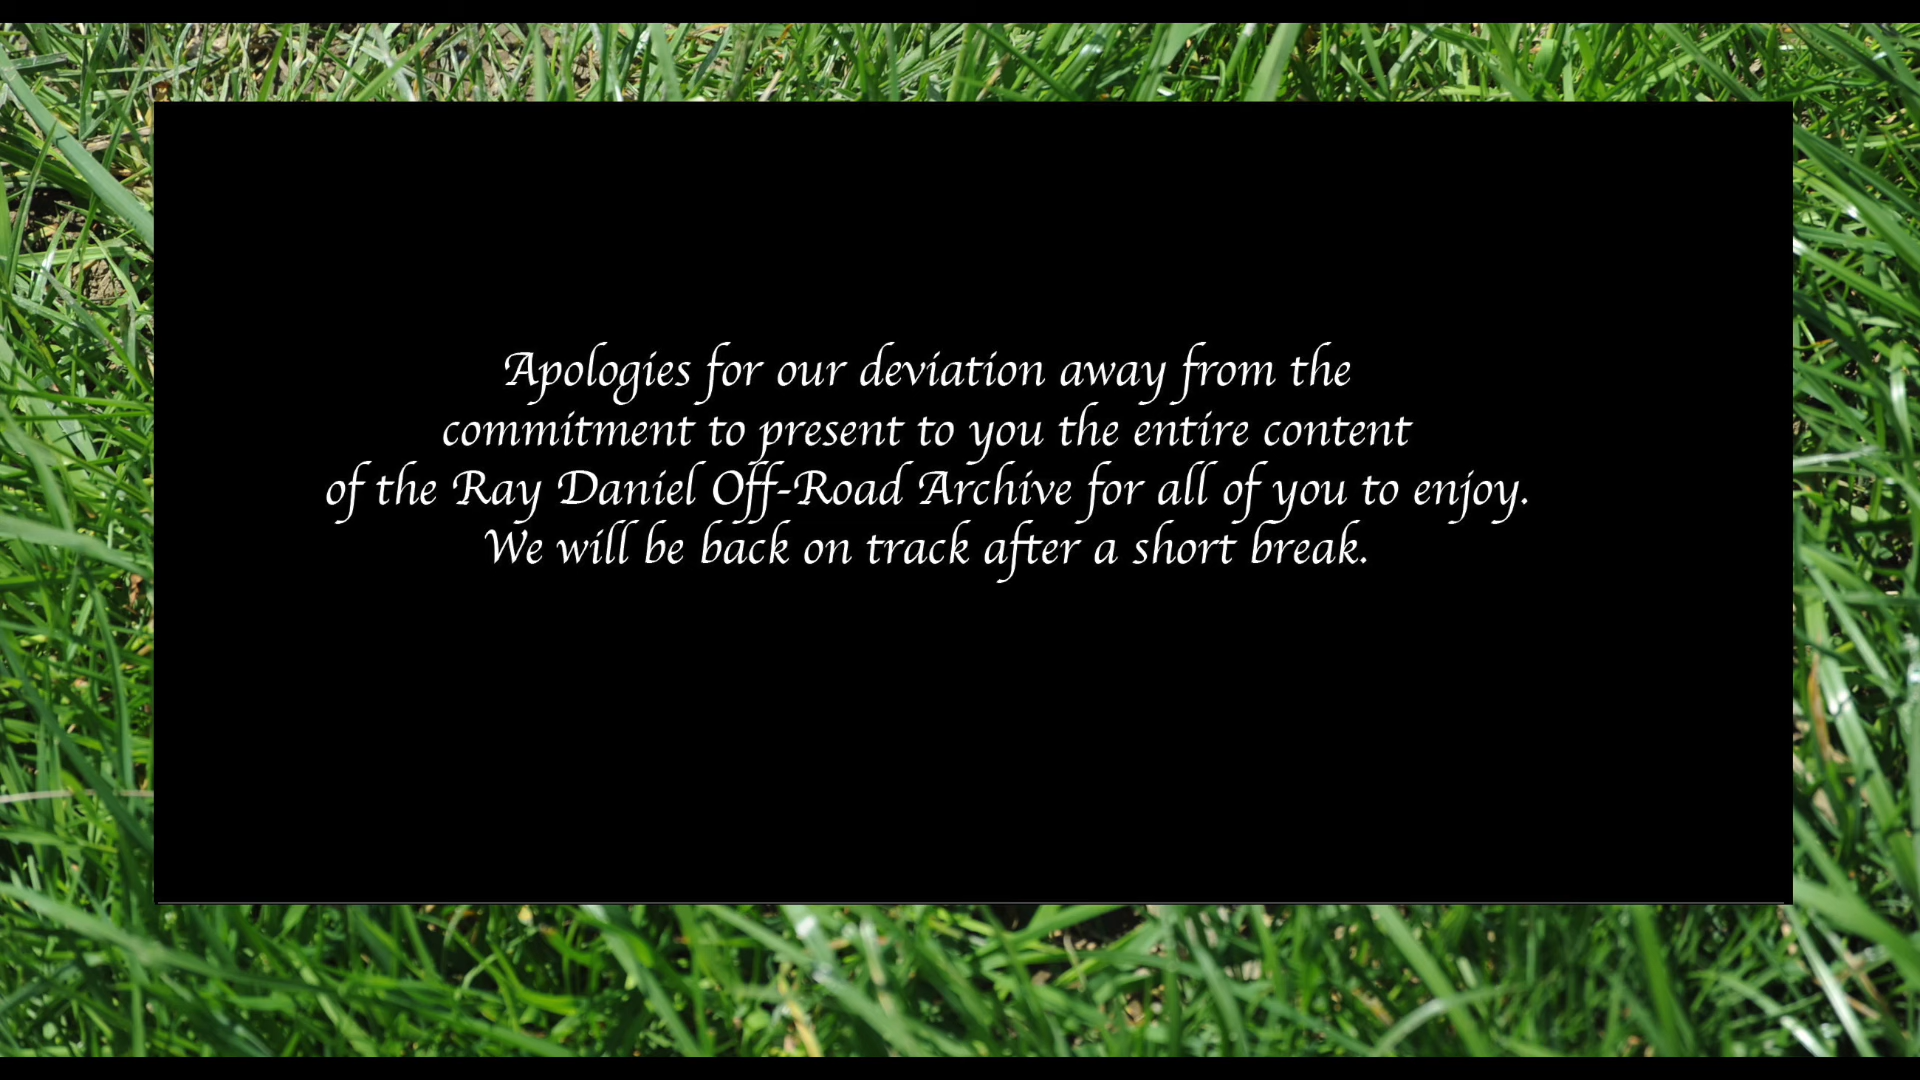 Apologies for our deviation away from the
commitment to present to you the entire content
of the Ray Daniel Off-Road Archive for all of you to enjoy.
We will be back on track after a short break.